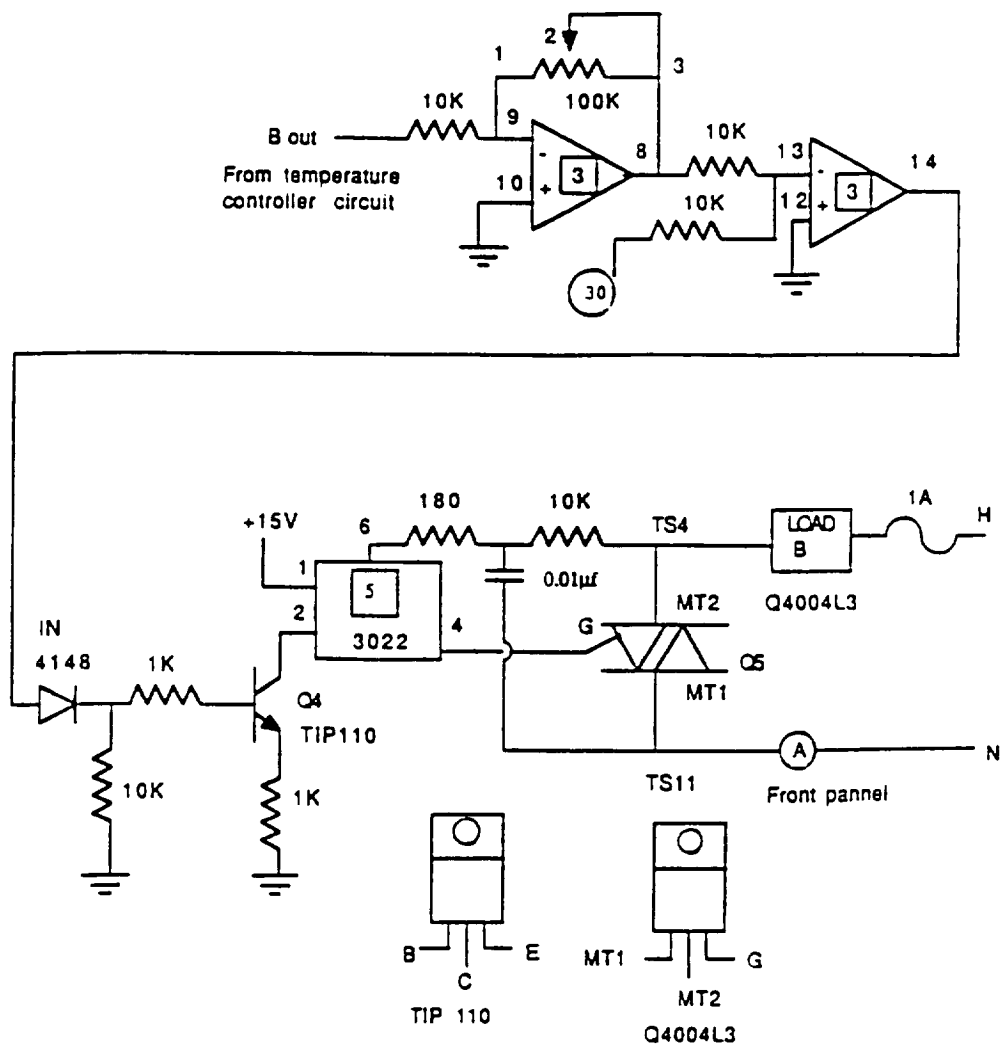 2
1
3
10K
100K
9
B out
8
10K
13
14
-
3
-
3
From temperature
controller circuit
10
+
10K
12
+
30
180
10K
1A
+15V
6
TS4
LOAD
B
H
1
5
0.01µf
2
3022
4
G
MT2
Q4004L3
IN
4148
1K
Q5
MT1
Q4
TIP110
A
N
10K
1K
TS11
Front pannel
B
E
C
TIP 110
MT1
G
MT2
Q4004L3